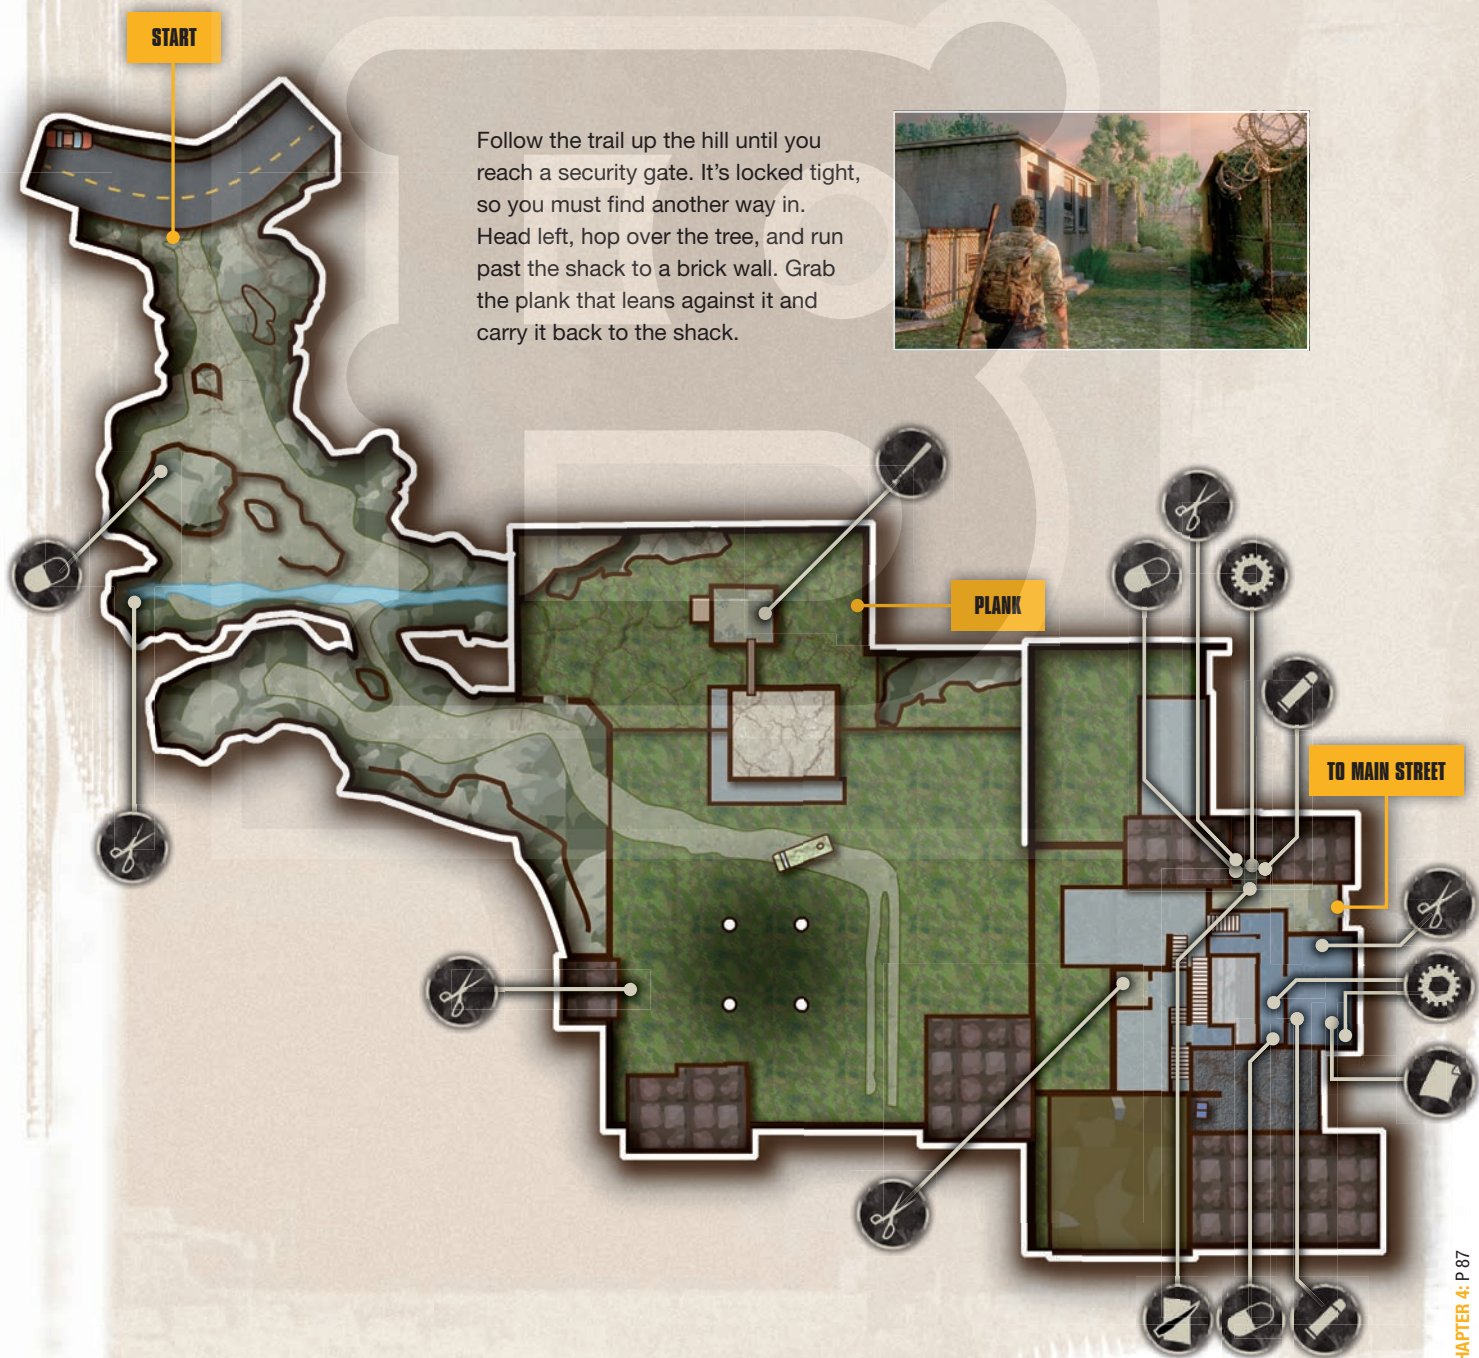 START
Follow the trail up the hill until you
reach a security gate. It’s locked tight,
so you must find another way in.
Head left, hop over the tree, and run
past the shack to a brick wall. Grab
the plank that leans against it and
carry it back to the shack.
PLANK
TO MAIN STREET
HAPTER 4: P 87